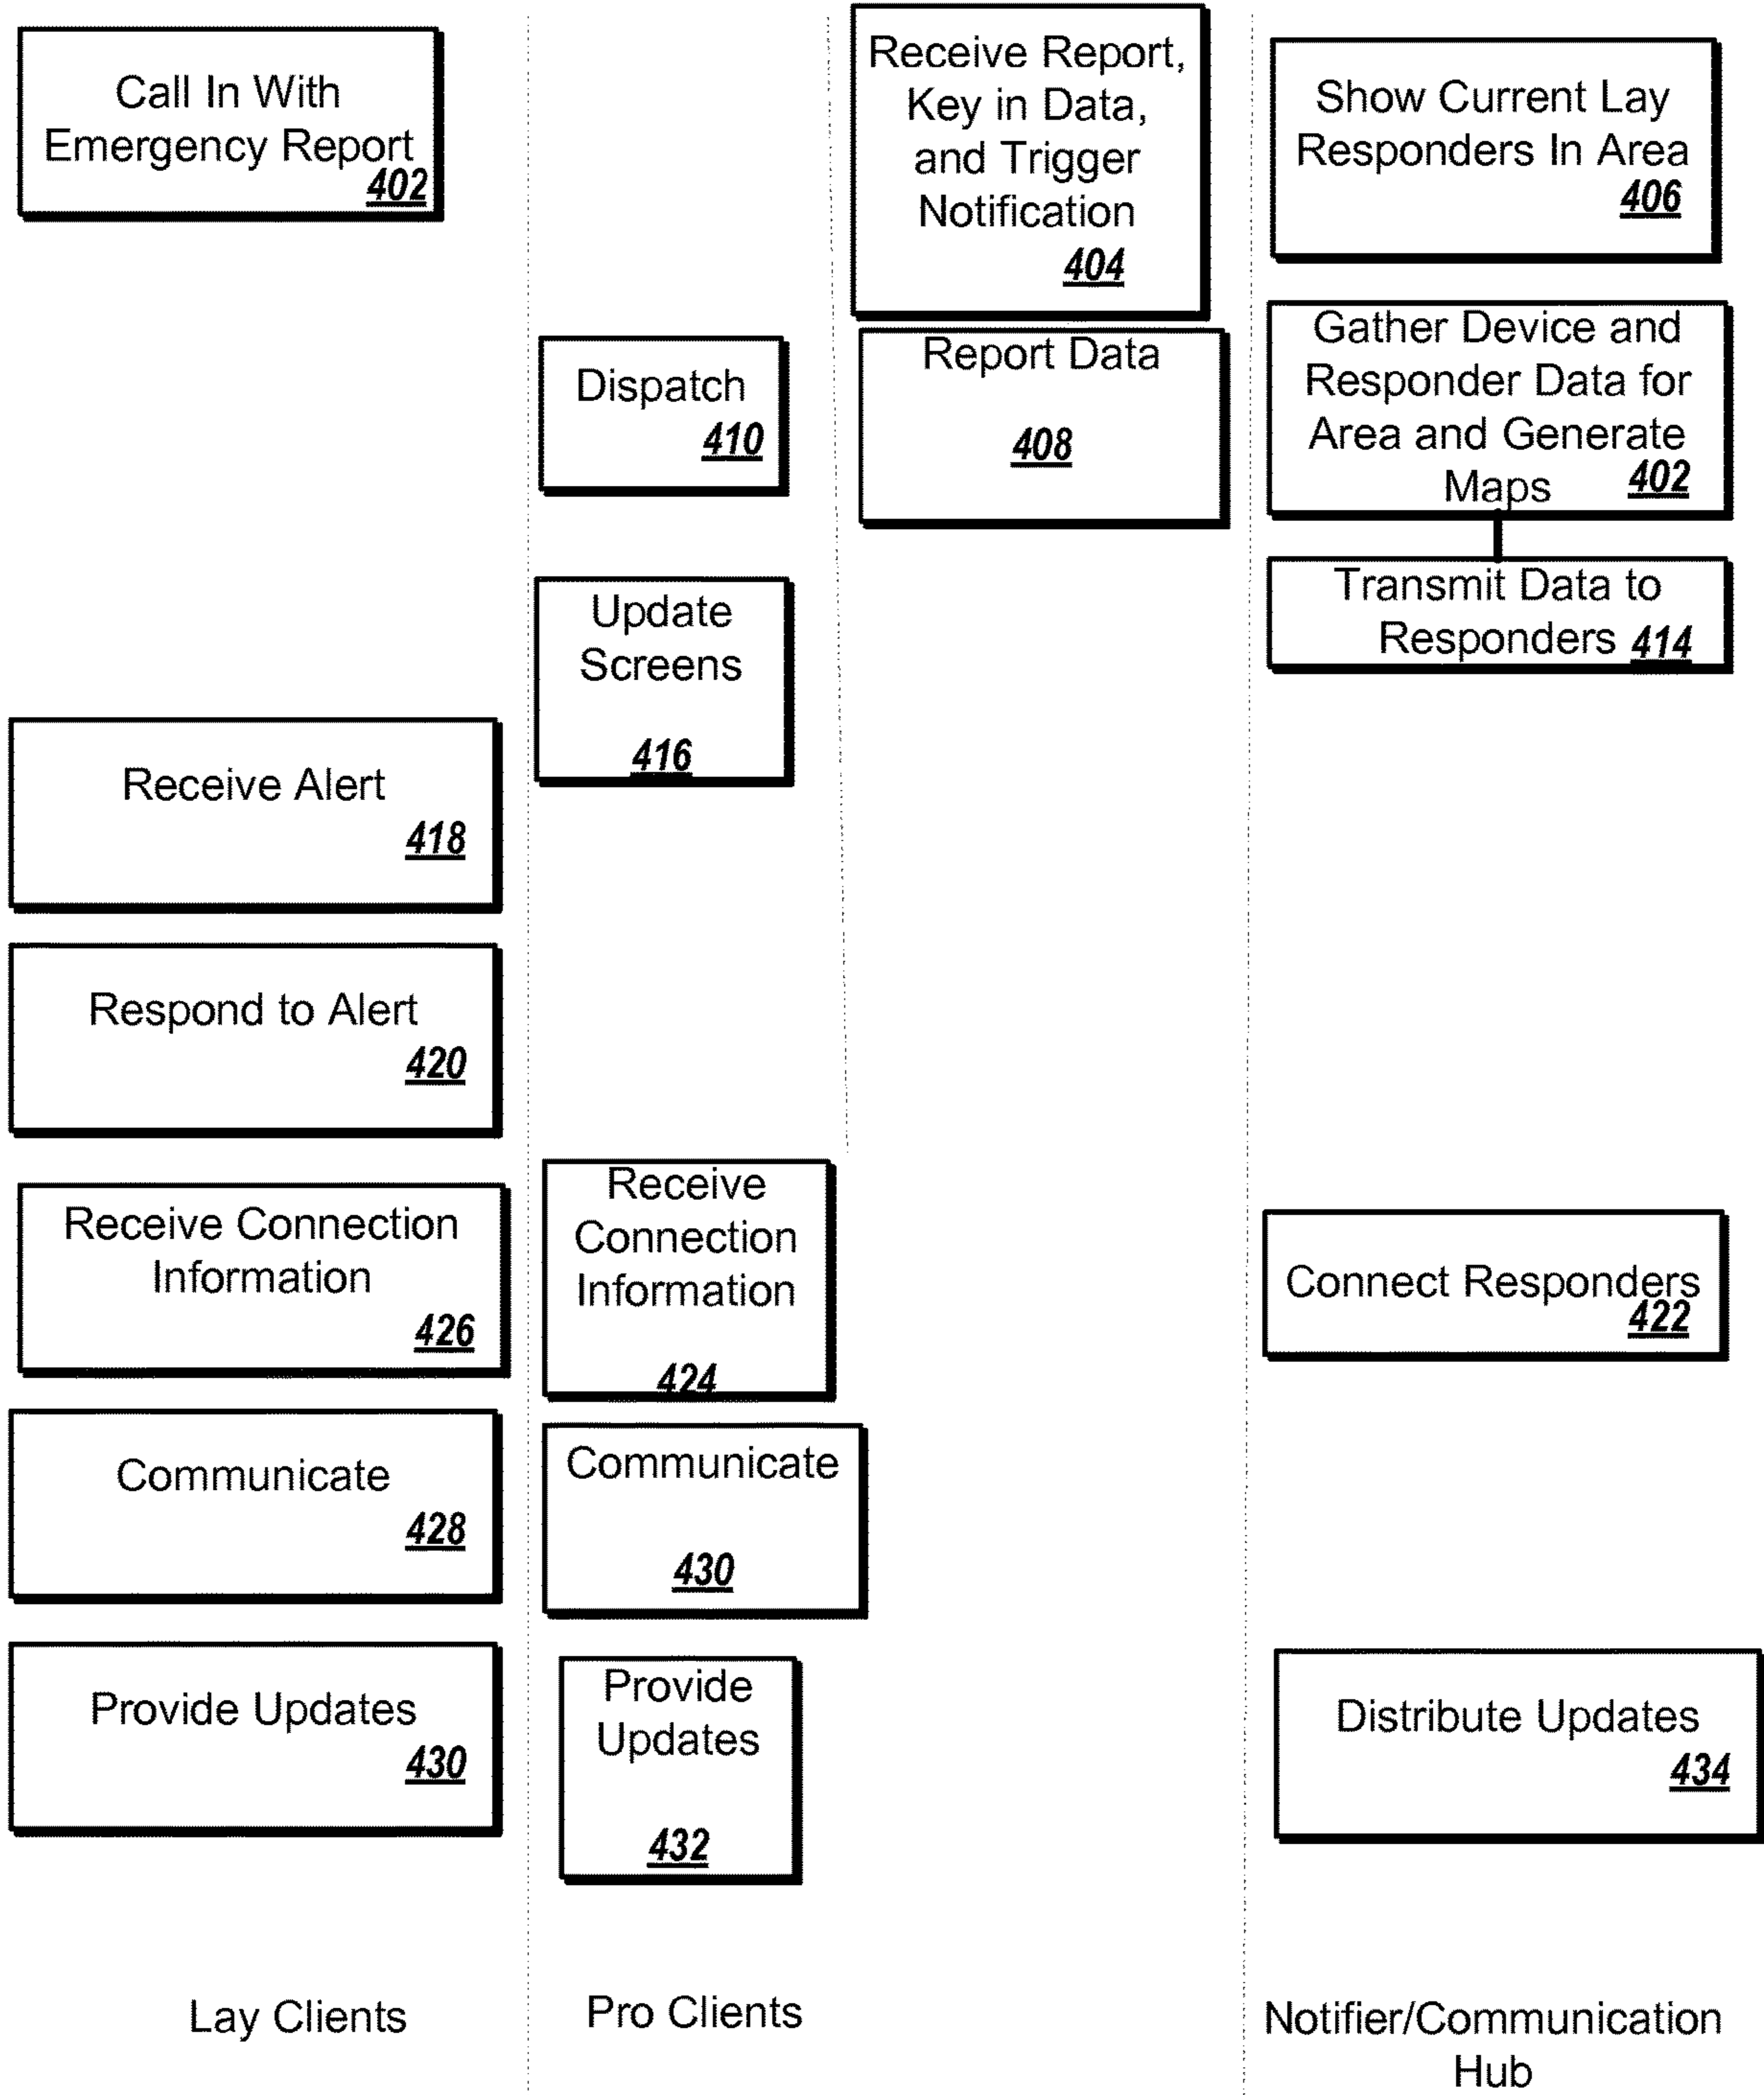 Call In With
Emergency Report
402
Receive Report,
Key in Data,
and Trigger
Notification
404
Show Current Lay
Responders In Area
406
Dispatch
410
Report Data
408
Gather Device and
Responder Data for
Area and Generate
Maps 402
Update
Screens
416
Transmit Data to
Responders 414
Receive Alert
418
Respond to Alert
420
Receive Connection
Information
426
Receive
Connection
Information
424
Connect Responders
422
Communicate
428
Communicate
430
Provide Updates
430
Provide
Updates
432
Distribute Updates
434
Lay Clients
Pro Clients
Notifier/Communication
Hub